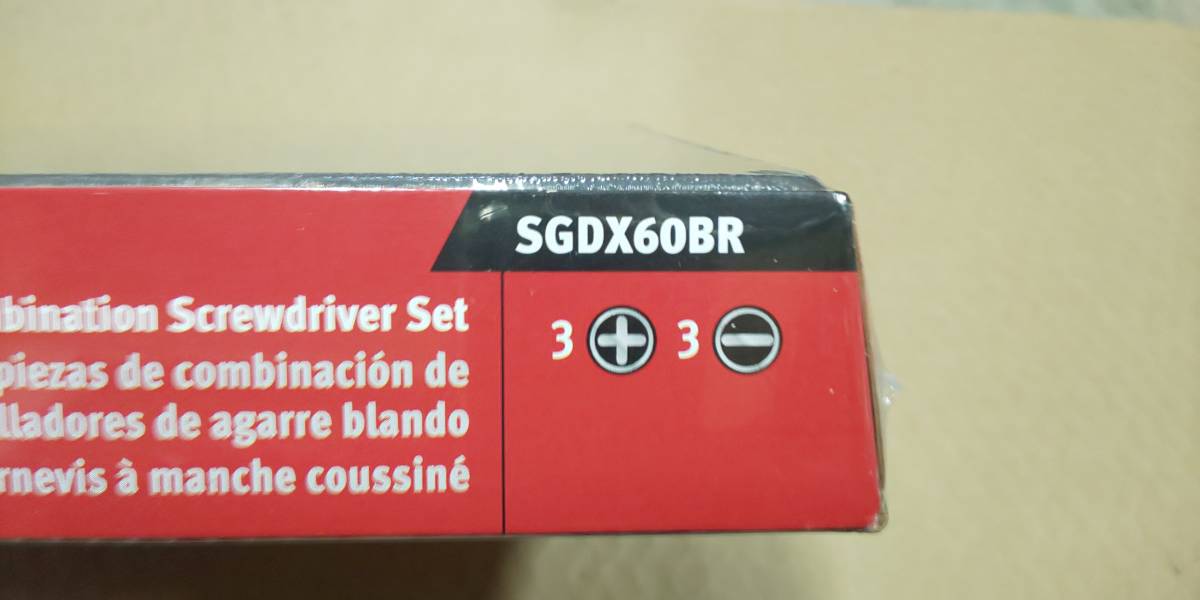 SGDX60BR
bination Screwdriver Set
piezas de combinación de
lladores de agarre blando
rnevis à manche coussiné
3 3